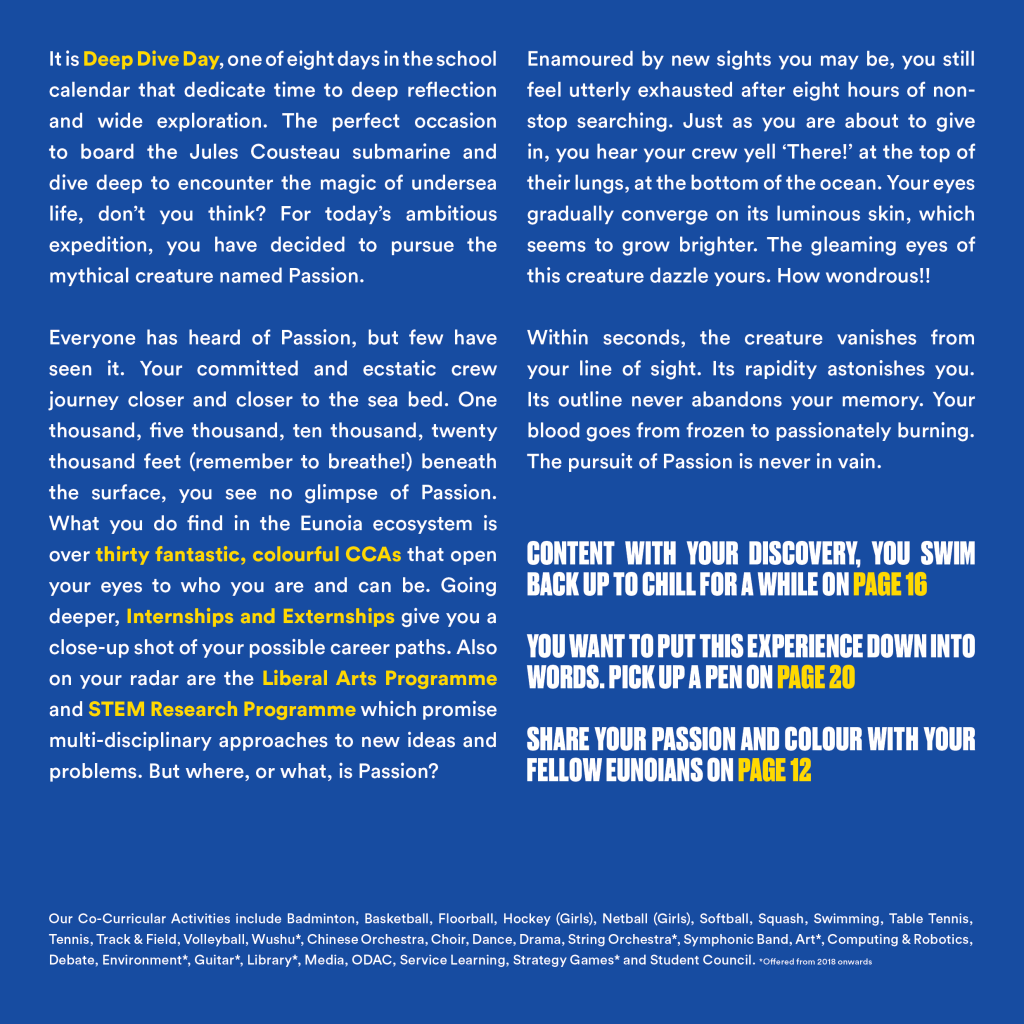 It is Deep Dive Day, one of eight days in the school
calendar that dedicate time to deep reflection
and wide exploration. The perfect occasion
to board the Jules Cousteau submarine and
dive deep to encounter the magic of undersea
life, don’t you think? For today’s ambitious
expedition, you have decided to pursue the
mythical creature named Passion.
Everyone has heard of Passion, but few have
seen it. Your committed and ecstatic crew
journey closer and closer to the sea bed. One
thousand, five thousand, ten thousand, twenty
thousand feet (remember to breathe!) beneath
the surface, you see no glimpse of Passion.
What you do find in the Eunoia ecosystem is
over thirty fantastic, colourful CCAs that open
your eyes to who you are and can be. Going
deeper, Internships and Externships give you a
close-up shot of your possible career paths. Also
on your radar are the Liberal Arts Programme
and STEM Research Programme which promise
multi-disciplinary approaches to new ideas and
problems. But where, or what, is Passion?
Enamoured by new sights you may be, you still
feel utterly exhausted after eight hours of non-
stop searching. Just as you are about to give
in, you hear your crew yell ‘There!’ at the top of
their lungs, at the bottom of the ocean. Your eyes
gradually converge on its luminous skin, which
seems to grow brighter. The gleaming eyes of
this creature dazzle yours. How wondrous!!
Within seconds, the creature vanishes from
your line of sight. Its rapidity astonishes you.
Its outline never abandons your memory. Your
blood goes from frozen to passionately burning.
The pursuit of Passion is never in vain.
CONTENT WITH YOUR DISCOVERY, YOU SWIM
BACK UP TO CHILL FOR A WHILE ON PAGE 16
YOU WANT TO PUT THIS EXPERIENCE DOWN INTO
WORDS. PICK UP A PEN ON PAGE 20
SHARE YOUR PASSION AND COLOUR WITH YOUR
FELLOW EUNOIANS ON PAGE 12
Our Co-Curricular Activities include Badminton, Basketball, Floorball, Hockey (Girls), Netball (Girls), Softball, Squash, Swimming, Table Tennis,
Tennis, Track & Field, Volleyball, Wushu*, Chinese Orchestra, Choir, Dance, Drama, String Orchestra*, Symphonic Band, Art*, Computing & Robotics,
Debate, Environment*, Guitar*, Library*, Media, ODAC, Service Learning, Strategy Games* and Student Council. *Offered from 2018 onwards